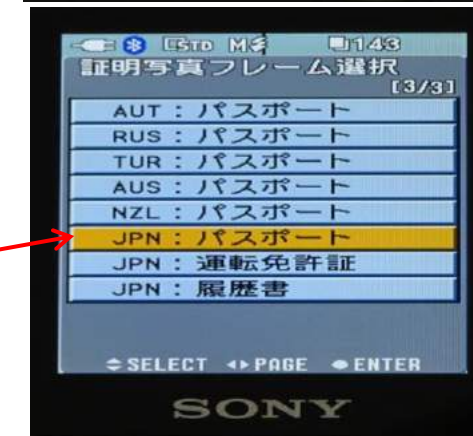 STD M 143
証明写真フレーム選択
[3/3]
AUT：パスポート
RUS：パスポート
TUR：パスポート
AUS：パスポート
NZL：パスポート
JPN：パスポート
JPN：運転免許証
JPN：履歴書
SELECT PAGE ENTER
SONY